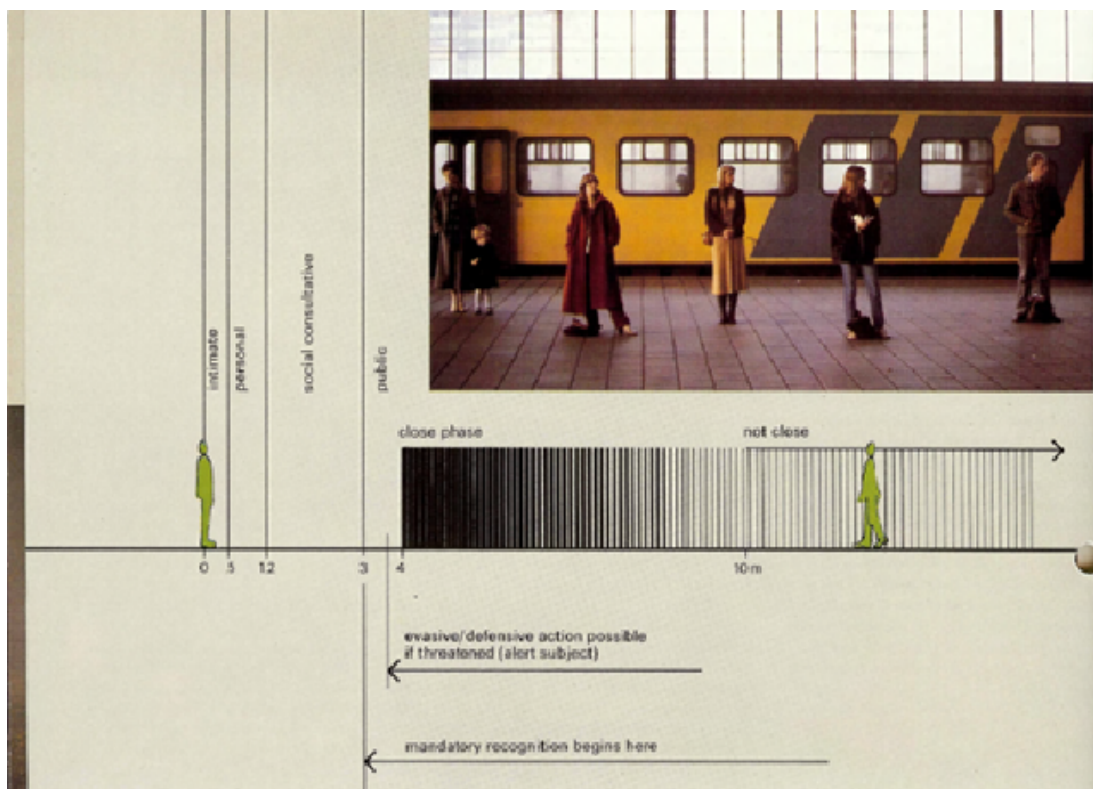 intimate
personal
social consultative
public
close phase
not close
0
.5
1.2
3
4
10 m
evasive/defensive action possible
if threatened (alert subject)
mandatory recognition begins here